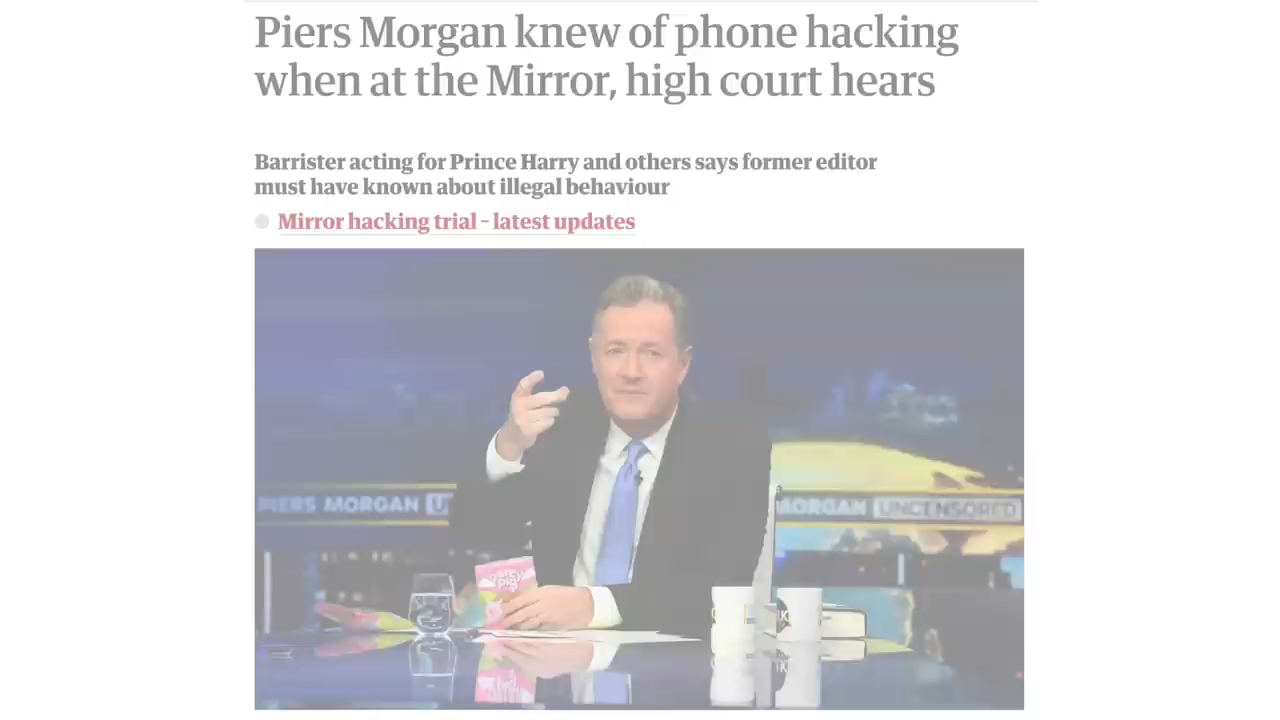 Piers Morgan knew of phone hacking
when at the Mirror, high court hears
Barrister acting for Prince Harry and others says former editor
must have known about illegal behaviour
Mirror hacking trial – latest updates
PIERS MORGAN U
MORGAN UNCENSORED
percy
pig